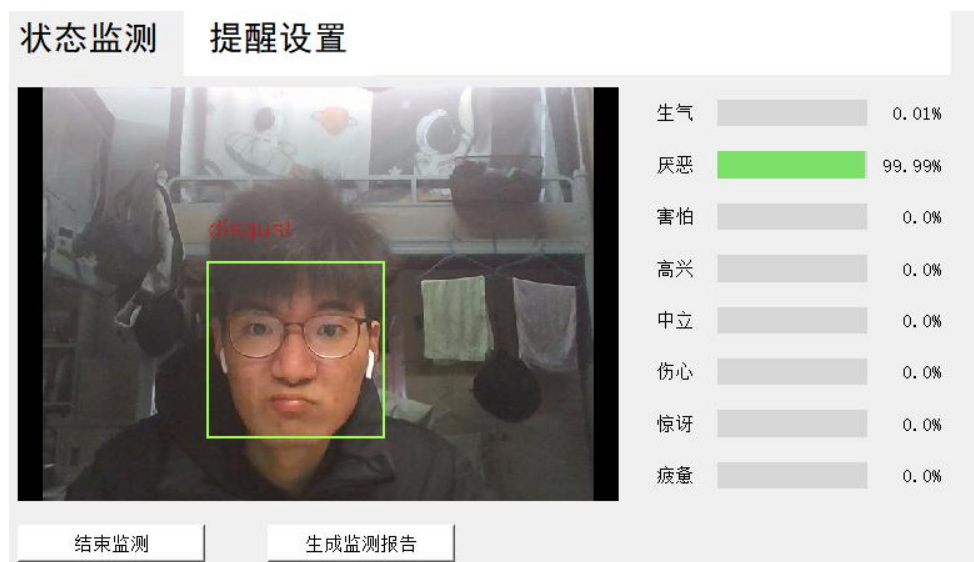 状态监测 提醒设置
disgust
生气 0.01%
厌恶 99.99%
害怕 0.0%
高兴 0.0%
中立 0.0%
伤心 0.0%
惊讶 0.0%
疲惫 0.0%
结束监测 生成监测报告